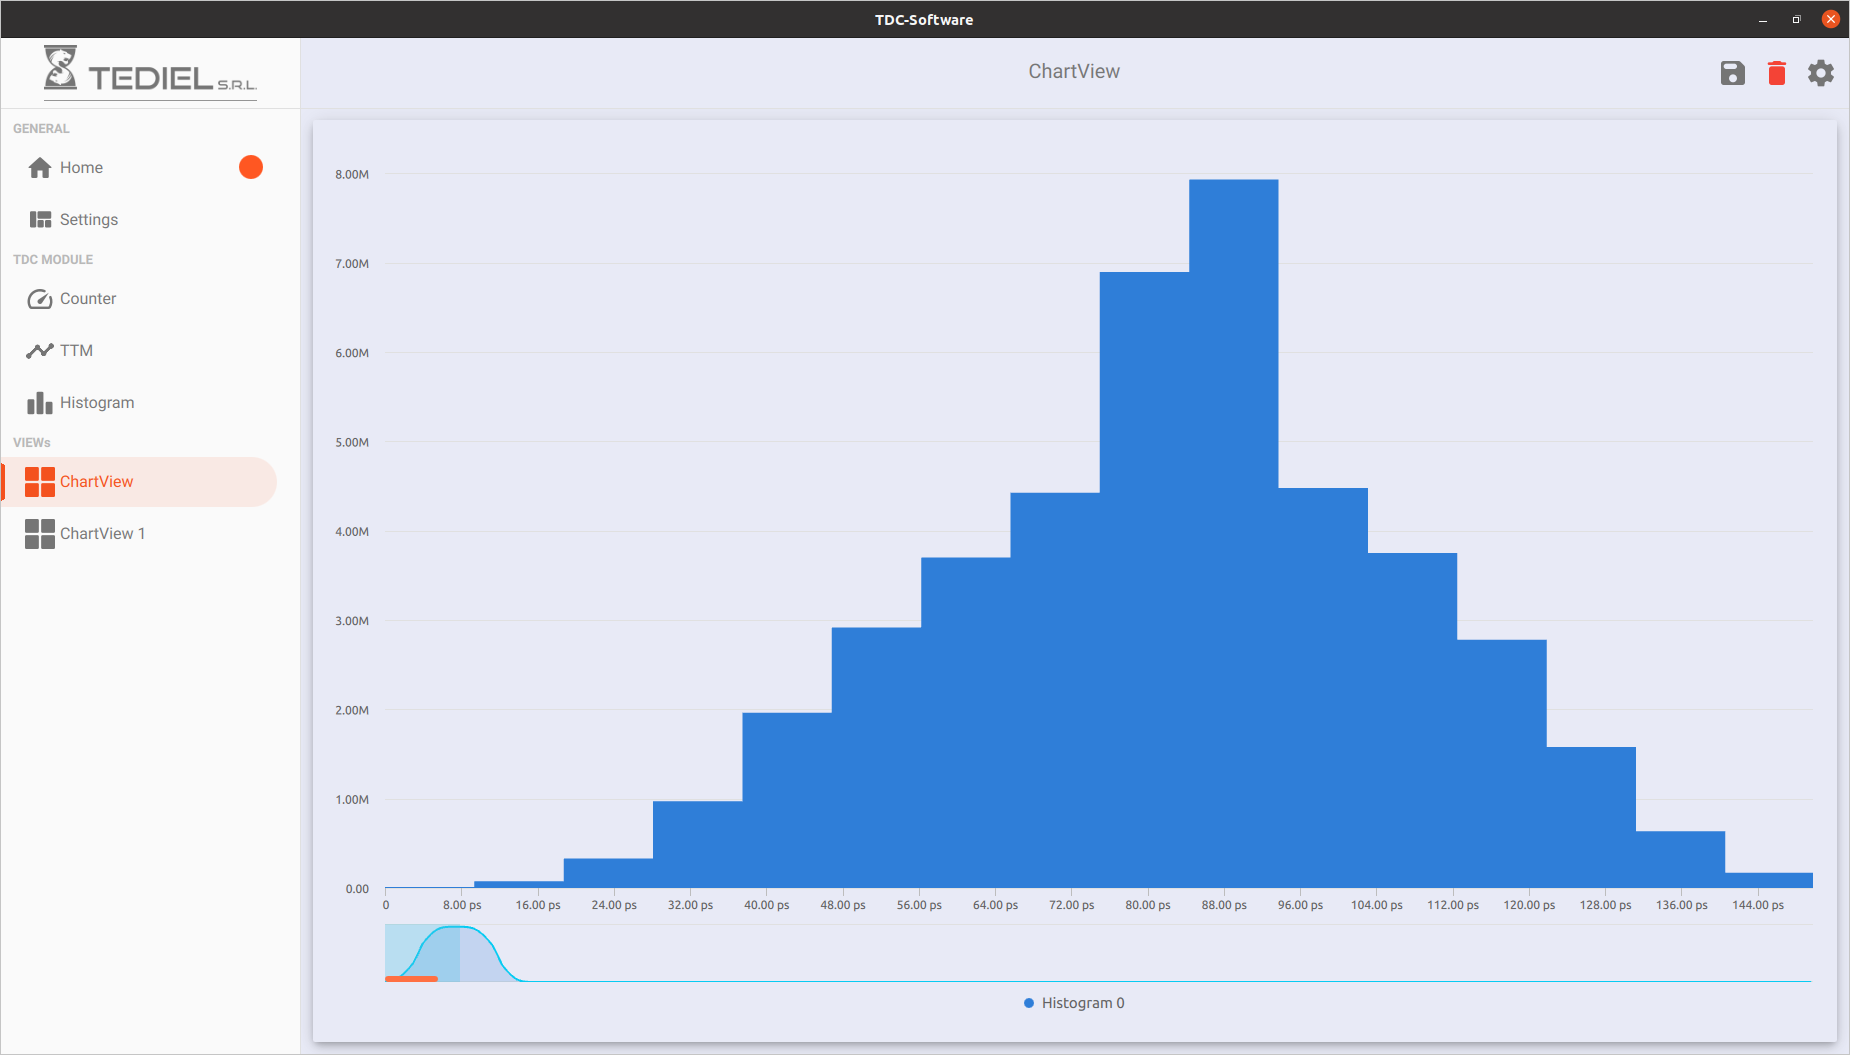 TDC-Software
TEDIEL S.R.L.
ChartView
GENERAL
Home
Settings
TDC MODULE
Counter
TTM
Histogram
VIEWs
ChartView
ChartView 1
8.00M
7.00M
6.00M
5.00M
4.00M
3.00M
2.00M
1.00M
0.00
0 8.00 ps 16.00 ps 24.00 ps 32.00 ps 40.00 ps 48.00 ps 56.00 ps 64.00 ps 72.00 ps 80.00 ps 88.00 ps 96.00 ps 104.00 ps 112.00 ps 120.00 ps 128.00 ps 136.00 ps 144.00 ps
Histogram 0